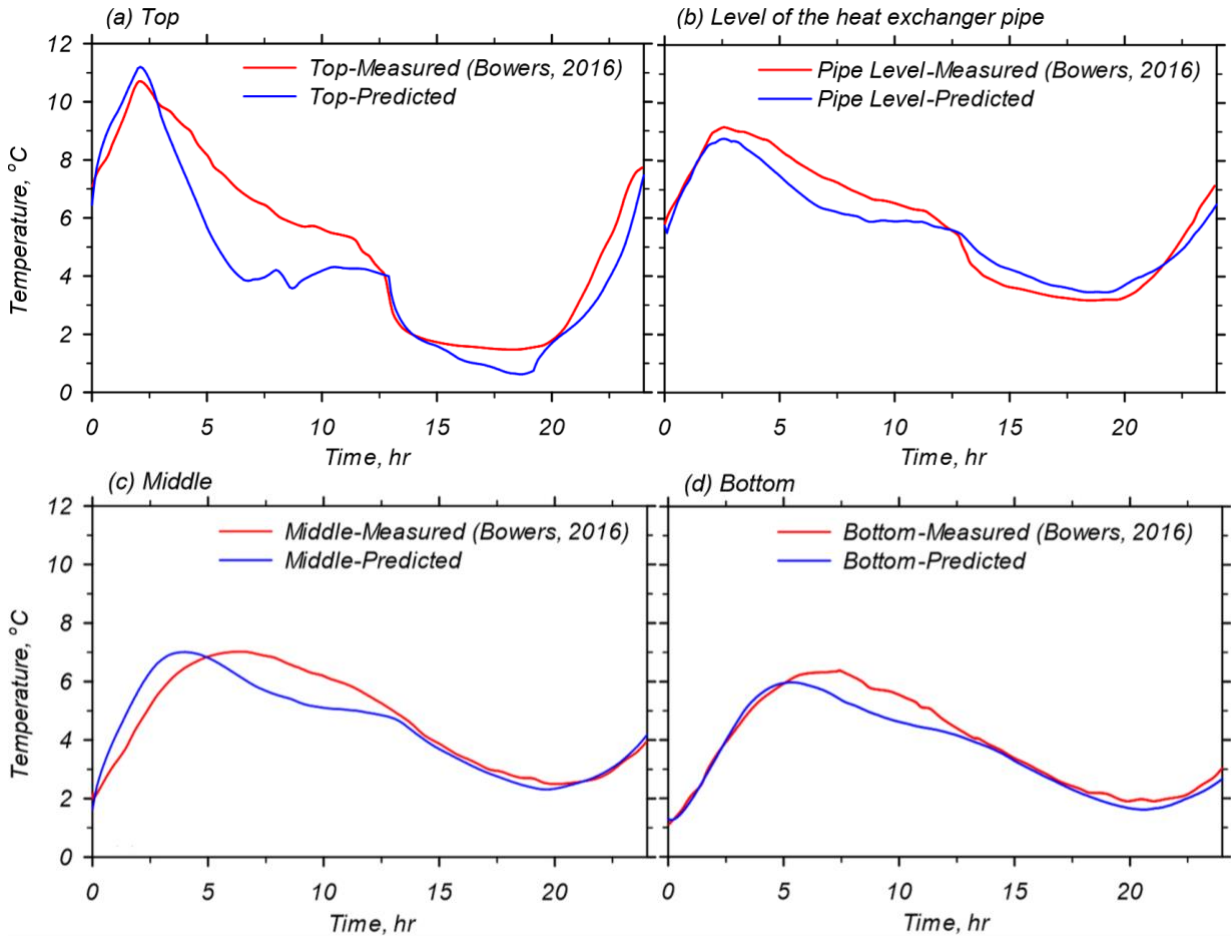 (a) Top
Top-Measured (Bowers, 2016)
Top-Predicted
12
10
8
6
4
2
0
Temperature, °C
0 5 10 15 20
Time, hr
(b) Level of the heat exchanger pipe
Pipe Level-Measured (Bowers, 2016)
Pipe Level-Predicted
0 5 10 15 20
Time, hr
(c) Middle
Middle-Measured (Bowers, 2016)
Middle-Predicted
12
10
8
6
4
2
0
Temperature, °C
0 5 10 15 20
Time, hr
(d) Bottom
Bottom-Measured (Bowers, 2016)
Bottom-Predicted
0 5 10 15 20
Time, hr